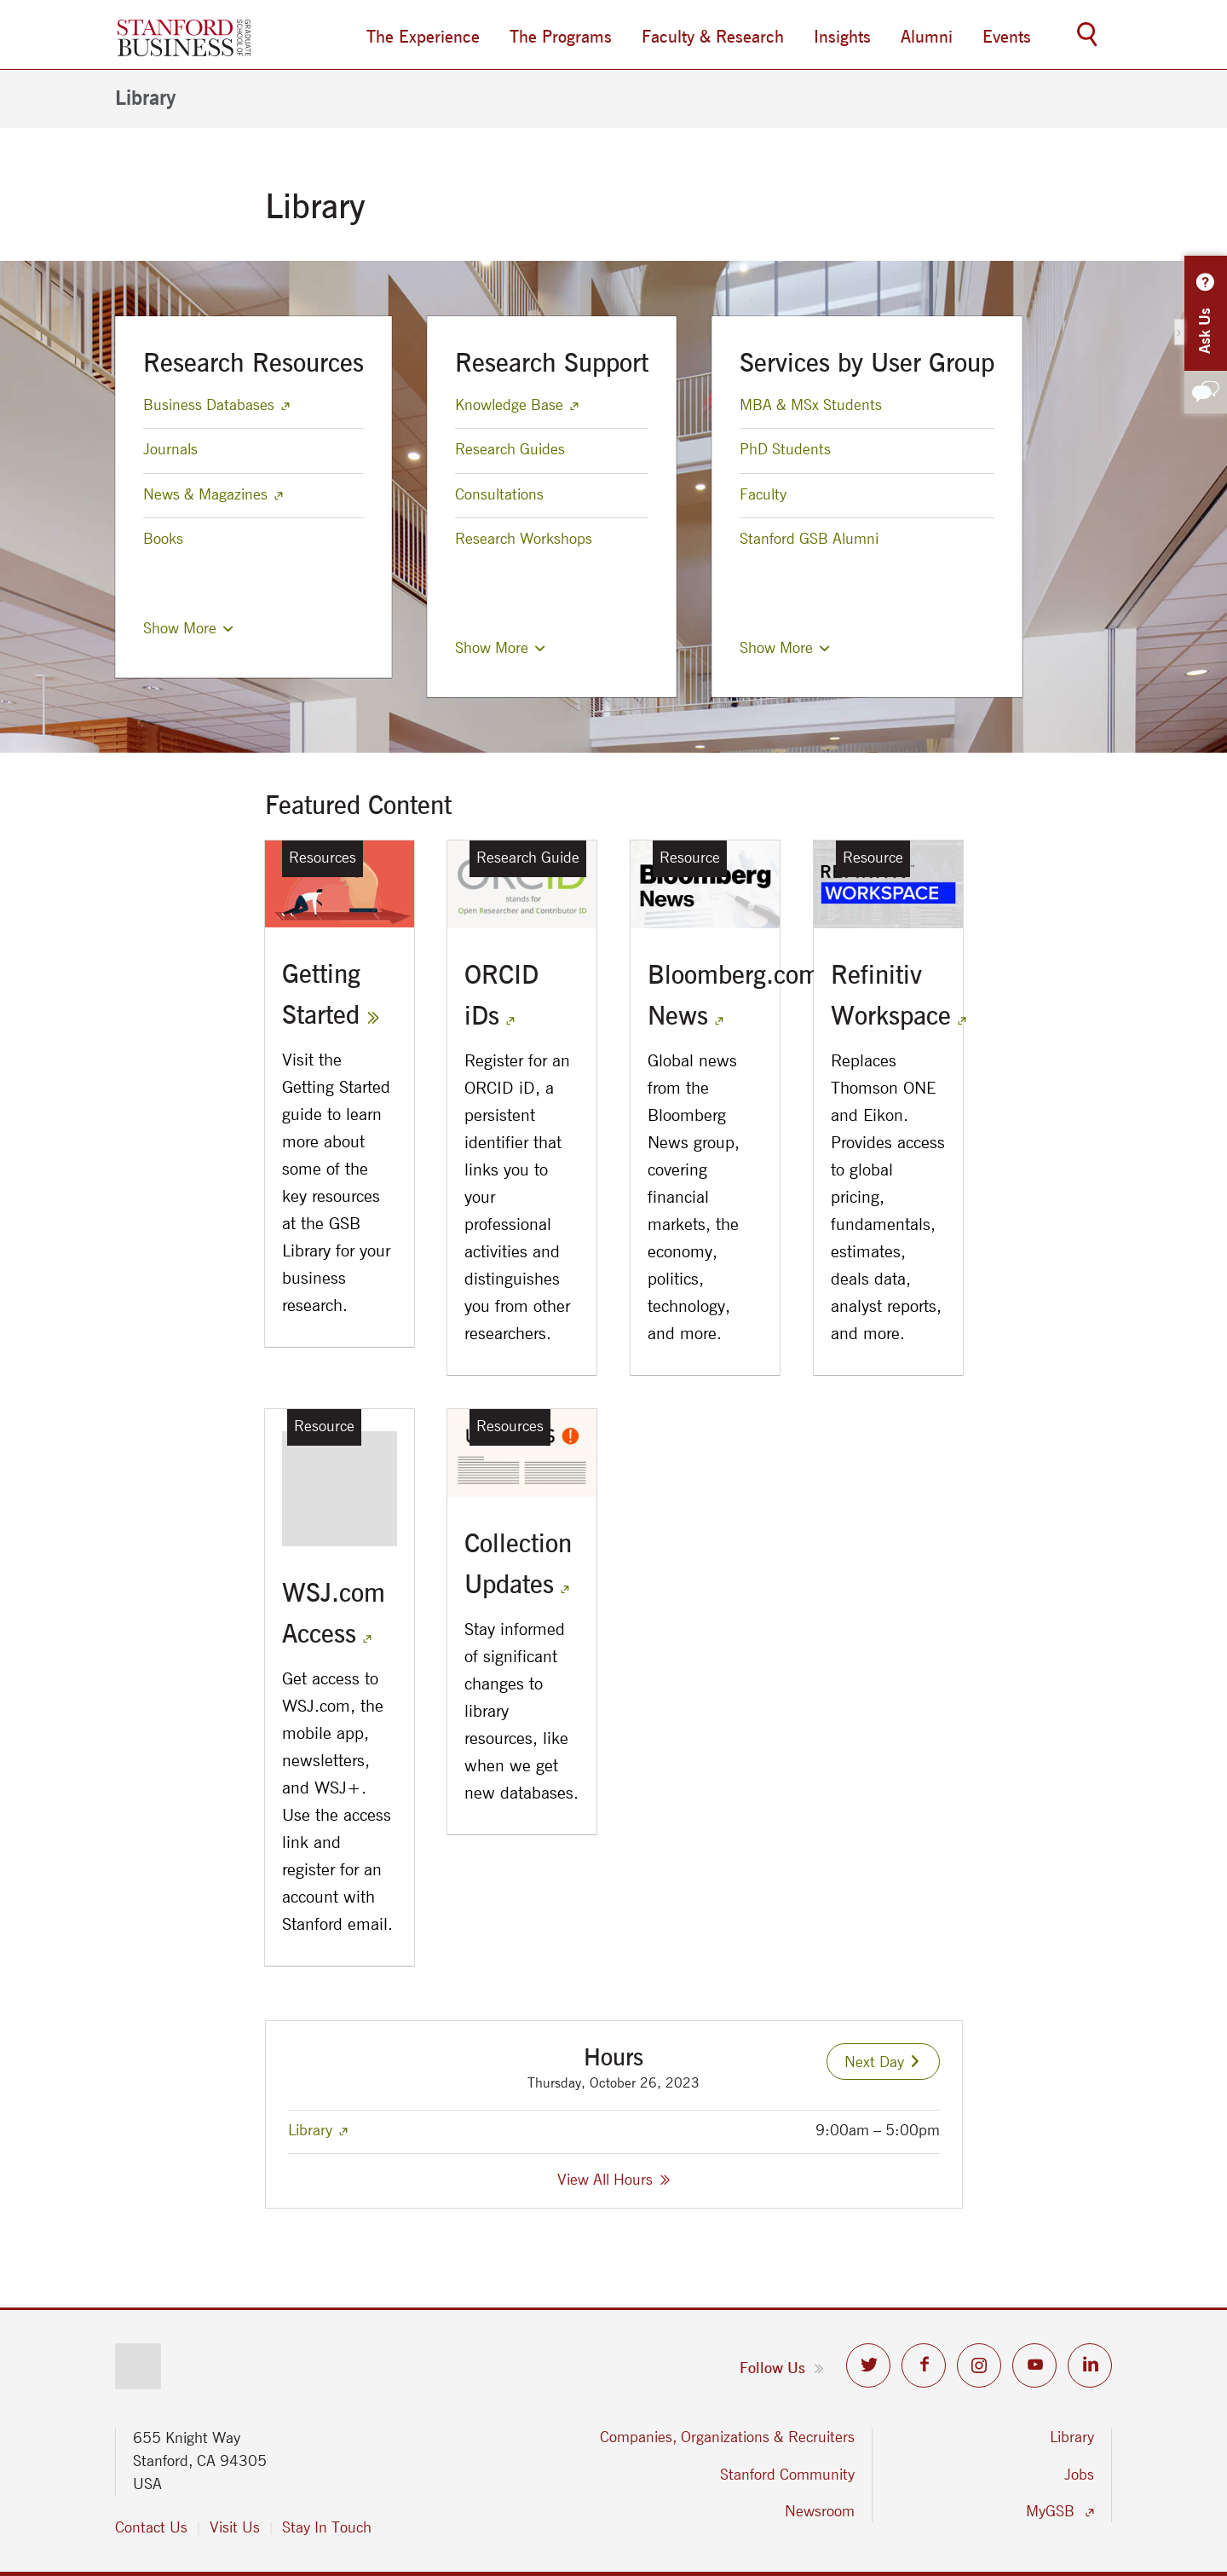 STANFORD
BUSINESS
GRADUATE
SCHOOL OF
The Experience
The Programs
Faculty & Research
Insights
Alumni
Events
Library
Library
Ask Us
Research Resources
Business Databases
Journals
News & Magazines
Books
Show More
Research Support
Knowledge Base
Research Guides
Consultations
Research Workshops
Show More
Services by User Group
MBA & MSx Students
PhD Students
Faculty
Stanford GSB Alumni
Show More
Featured Content
Resources
Getting
Started
Visit the
Getting Started
guide to learn
more about
some of the
key resources
at the GSB
Library for your
business
research.
Research Guide
ORCID
stands for
Open Researcher and Contributor ID
ORCID
iDs
Register for an
ORCID iD, a
persistent
identifier that
links you to
your
professional
activities and
distinguishes
you from other
researchers.
Resource
Bloomberg
News
Bloomberg.com
News
Global news
from the
Bloomberg
News group,
covering
financial
markets, the
economy,
politics,
technology,
and more.
Resource
REFINITIV
WORKSPACE
Refinitiv
Workspace
Replaces
Thomson ONE
and Eikon.
Provides access
to global
pricing,
fundamentals,
estimates,
deals data,
analyst reports,
and more.
Resource
WSJ.com
Access
Get access to
WSJ.com, the
mobile app,
newsletters,
and WSJ+.
Use the access
link and
register for an
account with
Stanford email.
Resources
Collection
Updates
Stay informed
of significant
changes to
library
resources, like
when we get
new databases.
Hours
Thursday, October 26, 2023
Next Day
Library
9:00am – 5:00pm
View All Hours
Follow Us
655 Knight Way
Stanford, CA 94305
USA
Contact Us
Visit Us
Stay In Touch
Companies, Organizations & Recruiters
Stanford Community
Newsroom
Library
Jobs
MyGSB